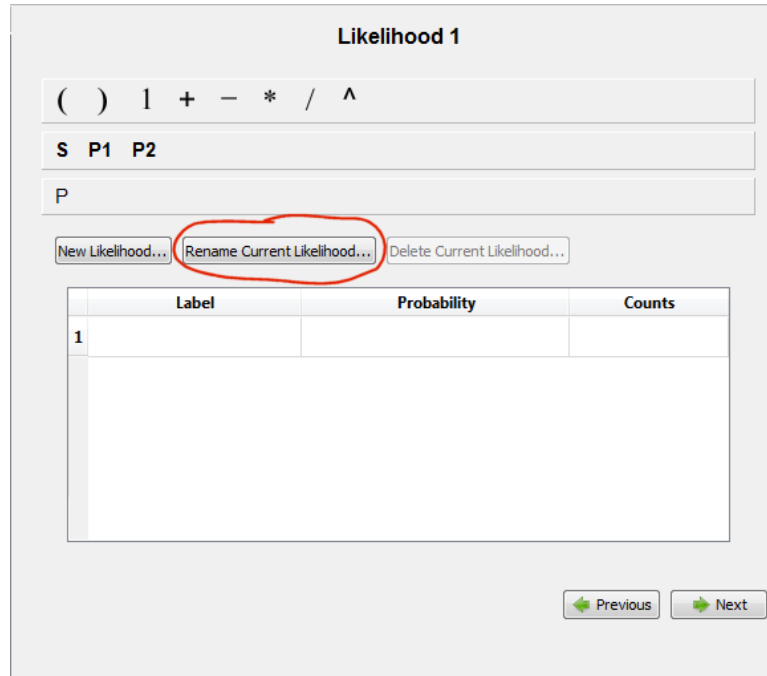 Likelihood 1
( ) 1 + − * / ^
S P1 P2
P
New Likelihood... Rename Current Likelihood... Delete Current Likelihood...
Label Probability Counts
1
Previous Next